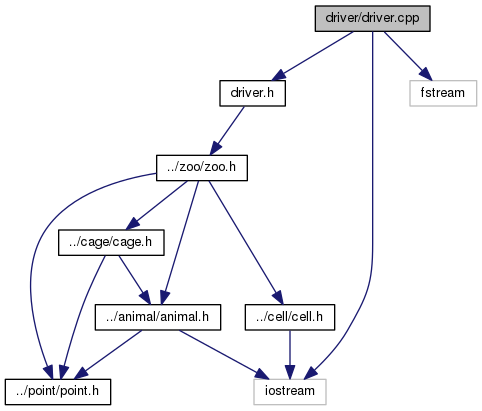 driver/driver.cpp
driver.h
fstream
../zoo/zoo.h
../cage/cage.h
../animal/animal.h
../cell/cell.h
../point/point.h
iostream